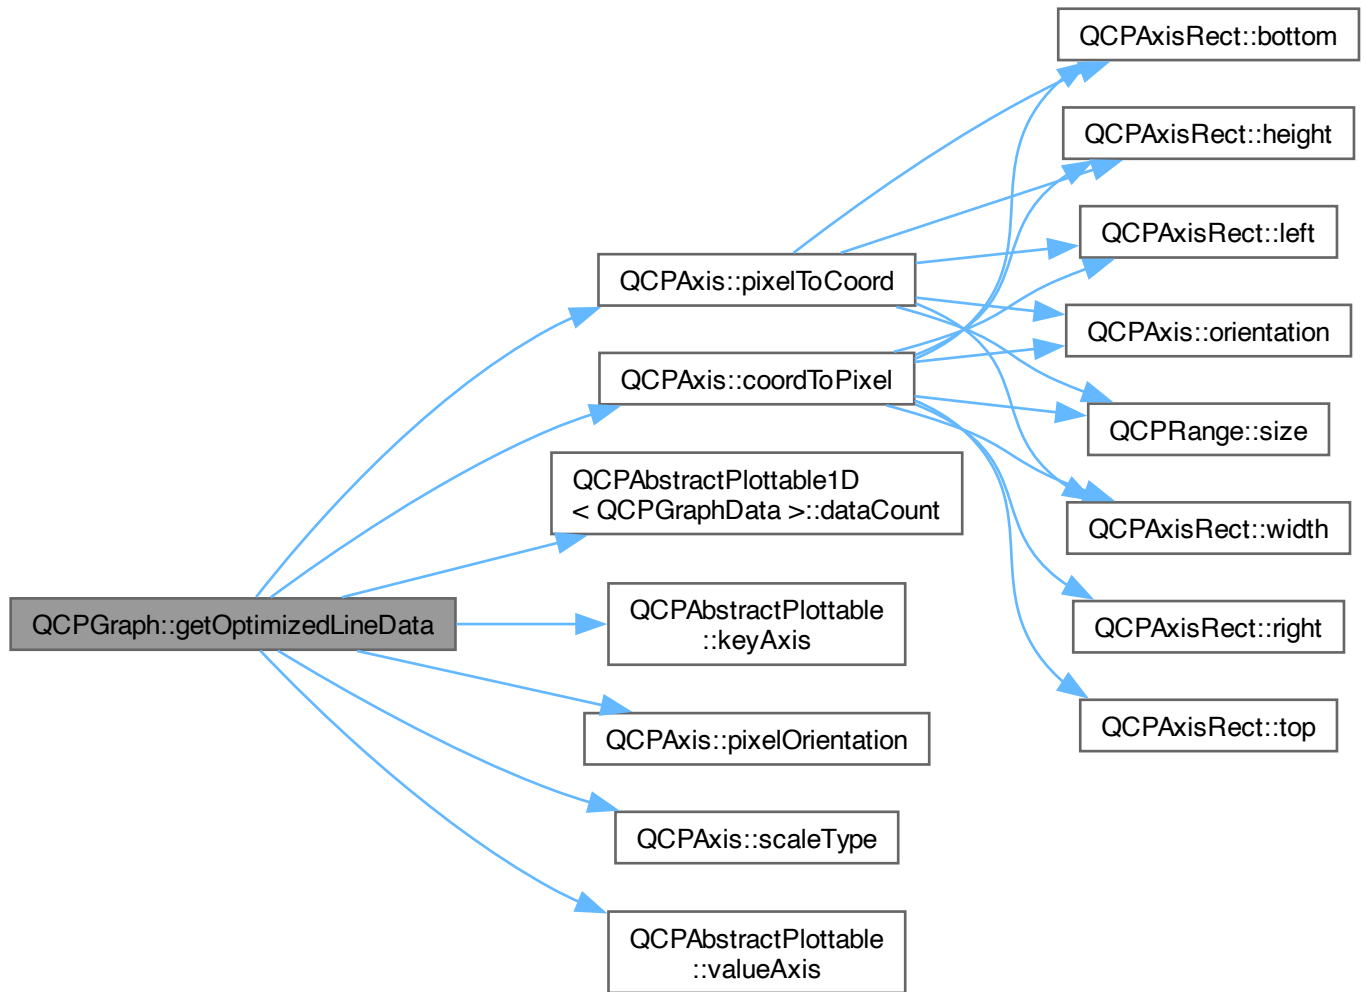 QCPGraph::getOptimizedLineData
QCPAxis::pixelToCoord
QCPAxis::coordToPixel
QCPAbstractPlottable1D
< QCPGraphData >::dataCount
QCPAbstractPlottable
::keyAxis
QCPAxis::pixelOrientation
QCPAxis::scaleType
QCPAbstractPlottable
::valueAxis
QCPAxisRect::bottom
QCPAxisRect::height
QCPAxisRect::left
QCPAxis::orientation
QCPRange::size
QCPAxisRect::width
QCPAxisRect::right
QCPAxisRect::top